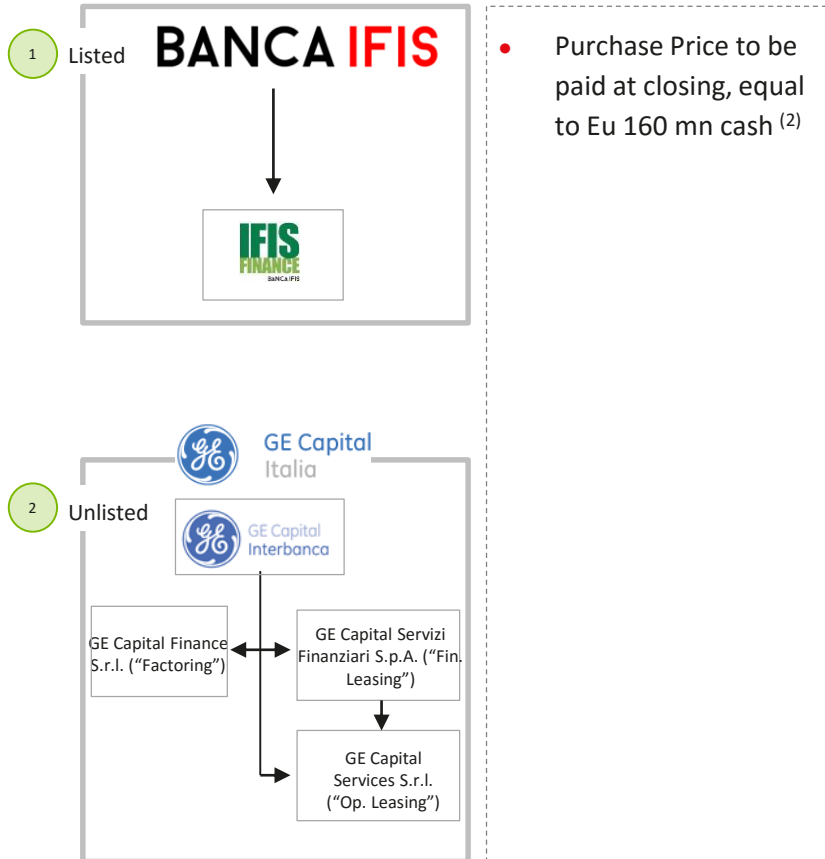 1
Listed
BANCA IFIS
IFIS
FINANCE
BANCA IFIS
• Purchase Price to be
paid at closing, equal
to Eu 160 mn cash (2)
GE
GE Capital
Italia
2
Unlisted
GE
GE Capital
Interbanca
GE Capital Finance
S.r.l. (“Factoring”)
GE Capital Servizi
Finanziari S.p.A. (“Fin.
Leasing”)
GE Capital
Services S.r.l.
(“Op. Leasing”)